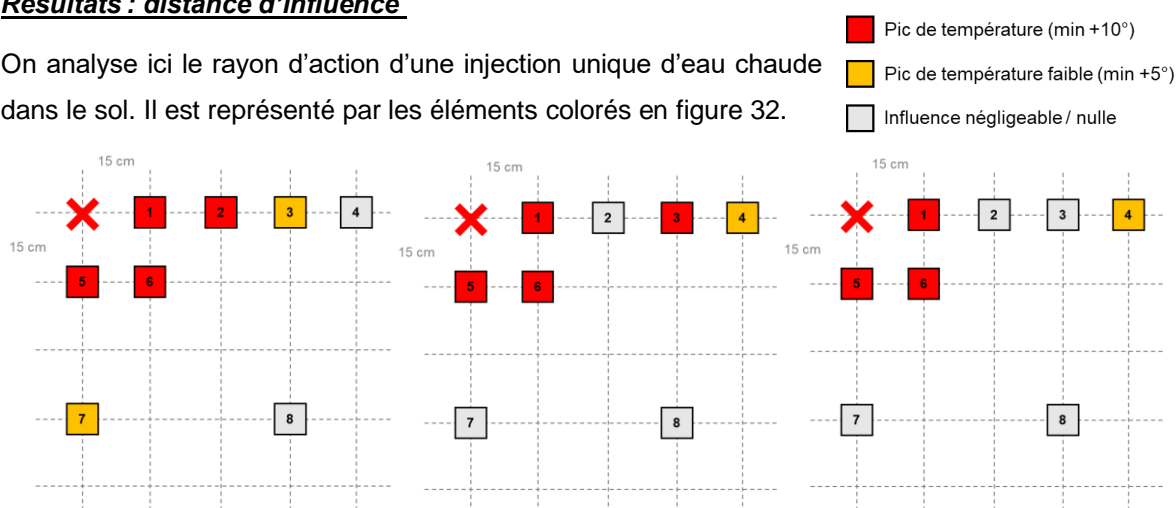 Résultats : distance d'influence
Pic de température (min +10°)
On analyse ici le rayon d'action d'une injection unique d'eau chaude
Pic de température faible (min +5°)
dans le sol. Il est représenté par les éléments colorés en figure 32.
Influence négligeable / nulle
15 cm
1 2 3 4
15 cm
5 6
7 8
15 cm
1 2 3 4
15 cm
5 6
7 8
15 cm
1 2 3 4
15 cm
5 6
7 8